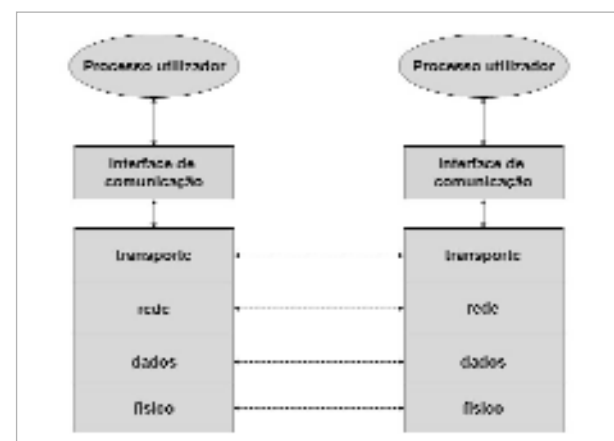 Processo utilizador
Processo utilizador
Interface de
comunicação
Interface de
comunicação
transporte
transporte
rede
rede
dados
dados
físico
físico